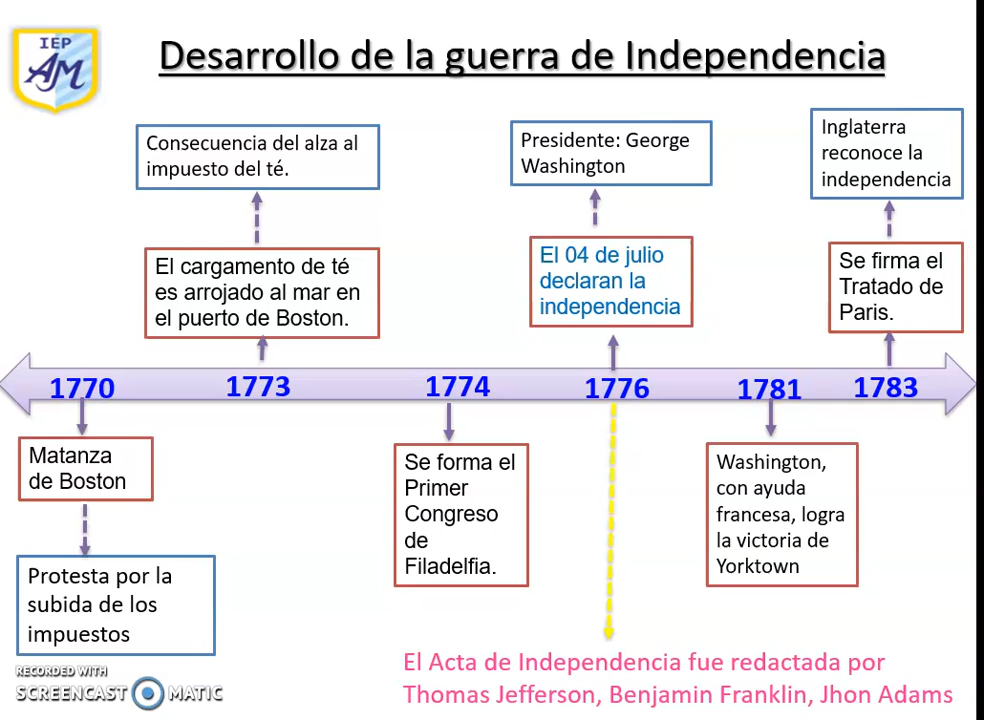 IEP
AM
Desarrollo de la guerra de Independencia
Consecuencia del alza al
impuesto del té.
Presidente: George
Washington
Inglaterra
reconoce la
independencia
El cargamento de té
es arrojado al mar en
el puerto de Boston.
El 04 de julio
declaran la
independencia
Se firma el
Tratado de
Paris.
1770 1773 1774 1776 1781 1783
Matanza
de Boston
Se forma el
Primer
Congreso
de
Filadelfia.
Washington,
con ayuda
francesa, logra
la victoria de
Yorktown
Protesta por la
subida de los
impuestos
El Acta de Independencia fue redactada por
Thomas Jefferson, Benjamin Franklin, Jhon Adams
RECORDED WITH
SCREENCAST MATIC